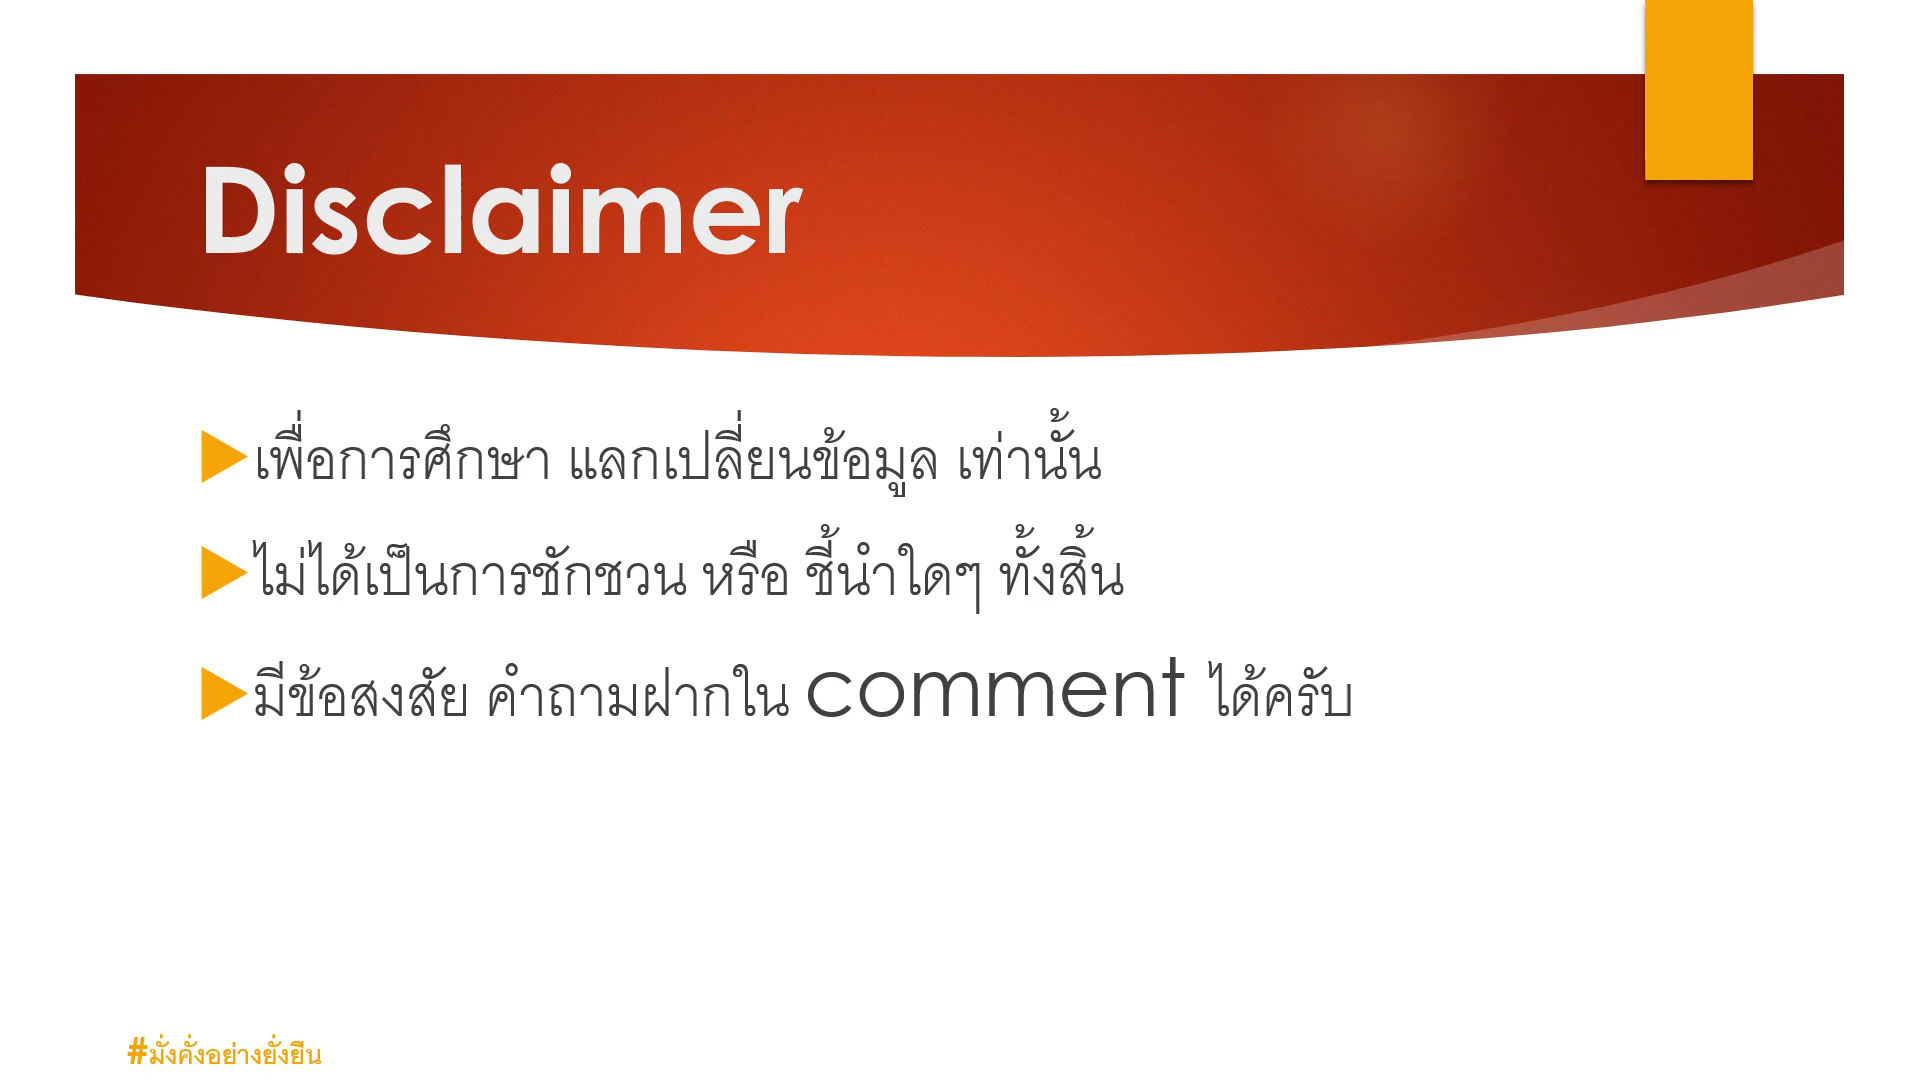 Disclaimer
เพื่อการศึกษา แลกเปลี่ยนข้อมูล เท่านั้น
ไม่ได้เป็นการชักชวน หรือ ชี้นำใดๆ ทั้งสิ้น
มีข้อสงสัย คำถามฝากใน comment ได้ครับ
#มั่งคั่งอย่างยั่งยืน